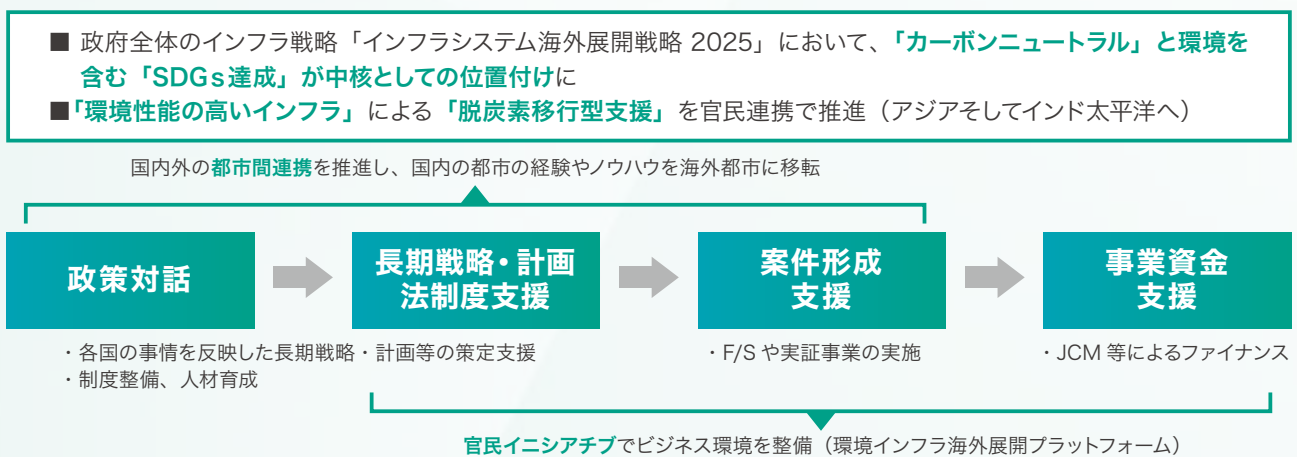 ■ 政府全体のインフラ戦略「インフラシステム海外展開戦略 2025」において、「カーボンニュートラル」と環境を
含む「SDGs達成」が中核としての位置付けに
■「環境性能の高いインフラ」による「脱炭素移行型支援」を官民連携で推進（アジアそしてインド太平洋へ）
国内外の都市間連携を推進し、国内の都市の経験やノウハウを海外都市に移転
政策対話
長期戦略・計画
法制度支援
案件形成
支援
事業資金
支援
・各国の事情を反映した長期戦略・計画等の策定支援
・制度整備、人材育成
・F/S や実証事業の実施
・JCM 等によるファイナンス
官民イニシアチブでビジネス環境を整備（環境インフラ海外展開プラットフォーム）